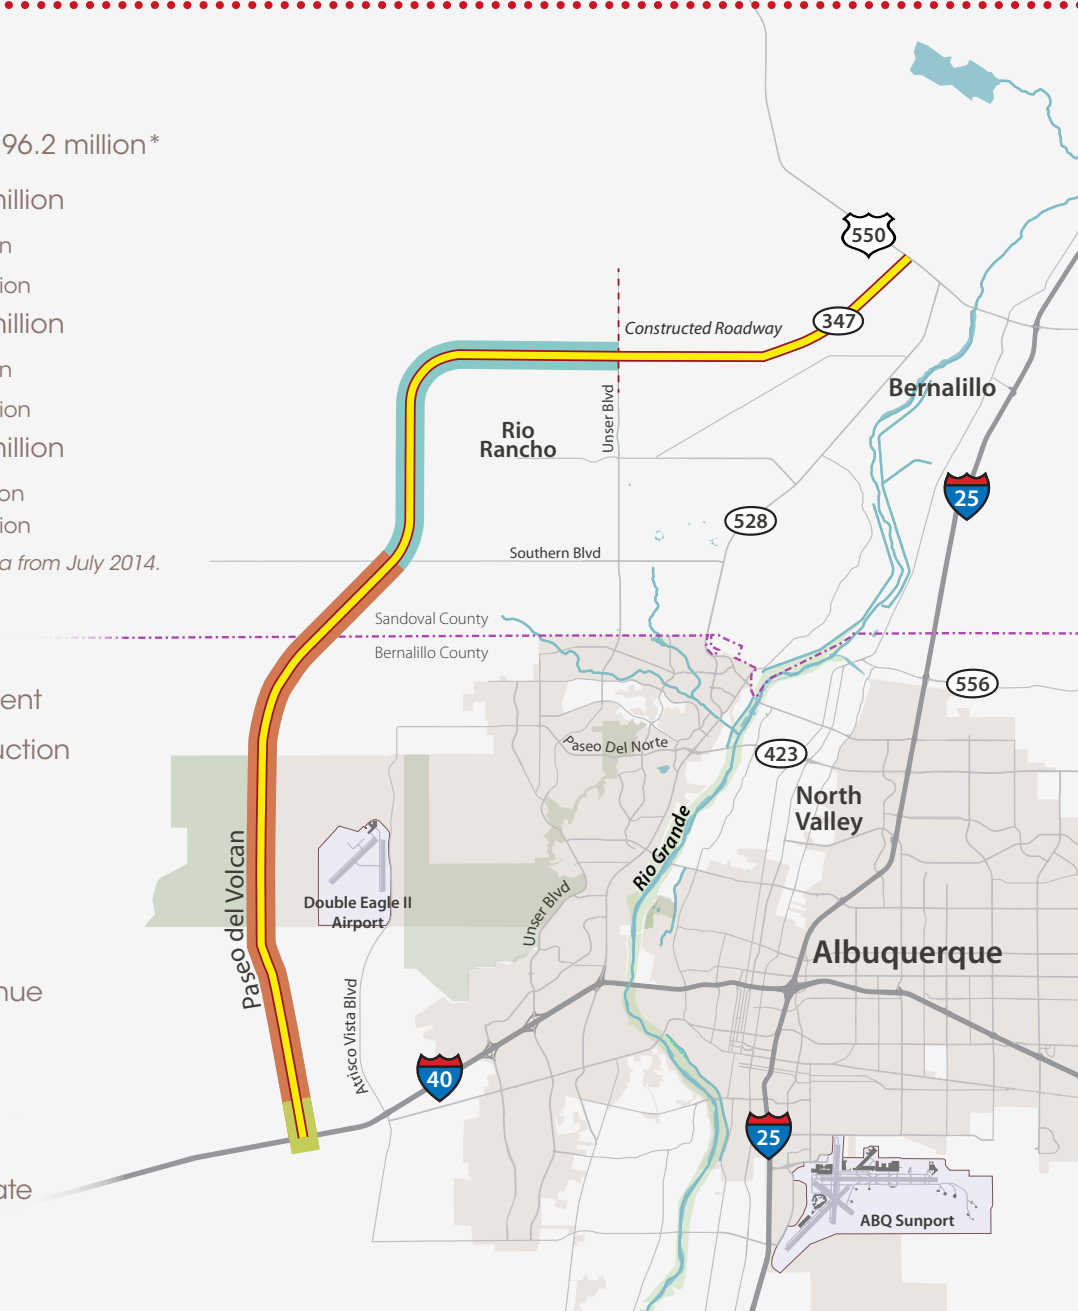 96.2 million*
illion
n
ion
illion
n
ion
illion
on
ion
a from July 2014.
ent
uction
nue
ate
550
347
Constructed Roadway
Bernalillo
Unser Blvd
Rio
Rancho
25
528
Southern Blvd
Sandoval County
Bernalillo County
556
Paseo Del Norte
423
North
Valley
Rio Grande
Paseo del Volcan
Double Eagle II
Airport
Unser Blvd
Albuquerque
Atrisco Vista Blvd
40
25
ABQ Sunport